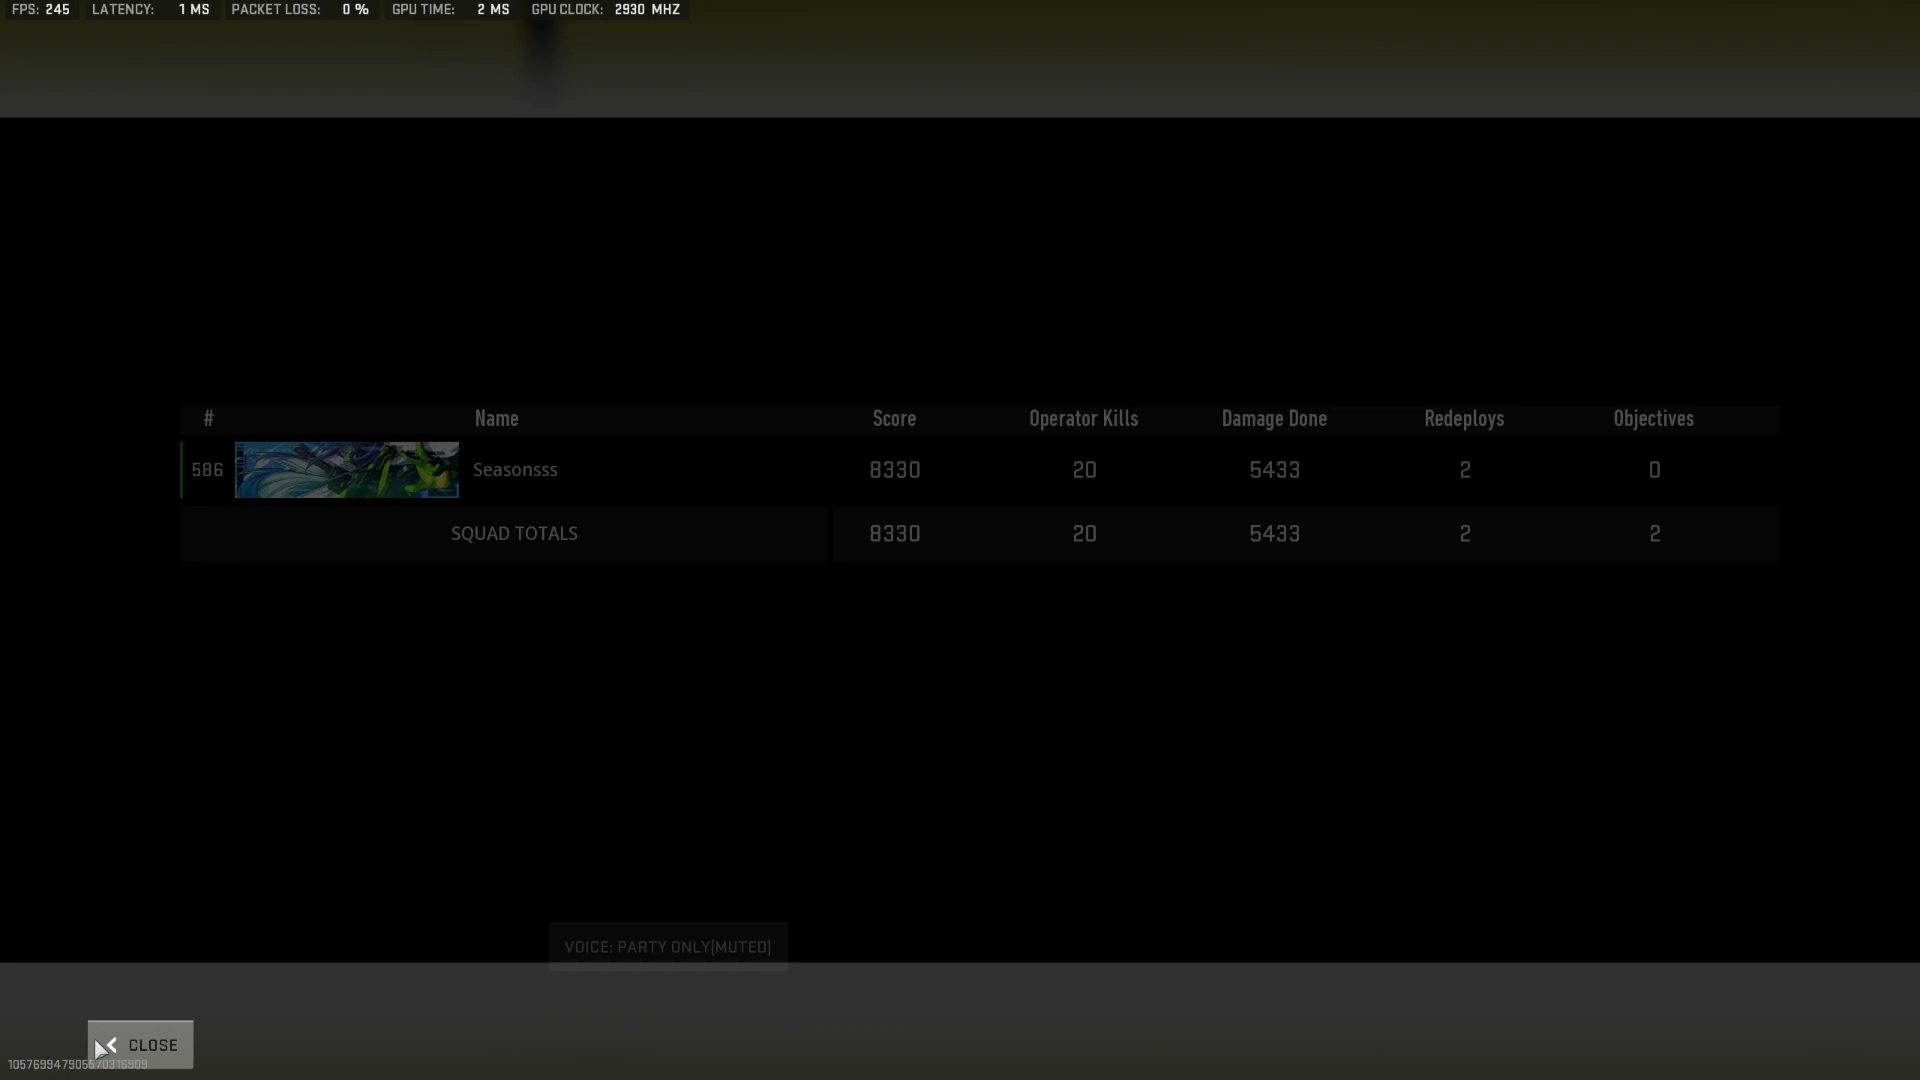 FPS: 245 LATENCY: 1 MS PACKET LOSS: 0 % GPU TIME: 2 MS GPU CLOCK: 2930 MHZ
# Name Score Operator Kills Damage Done Redeploys Objectives
586 Seasonsss 8330 20 5433 2 0
SQUAD TOTALS 8330 20 5433 2 2
VOICE: PARTY ONLY(MUTED)
CLOSE